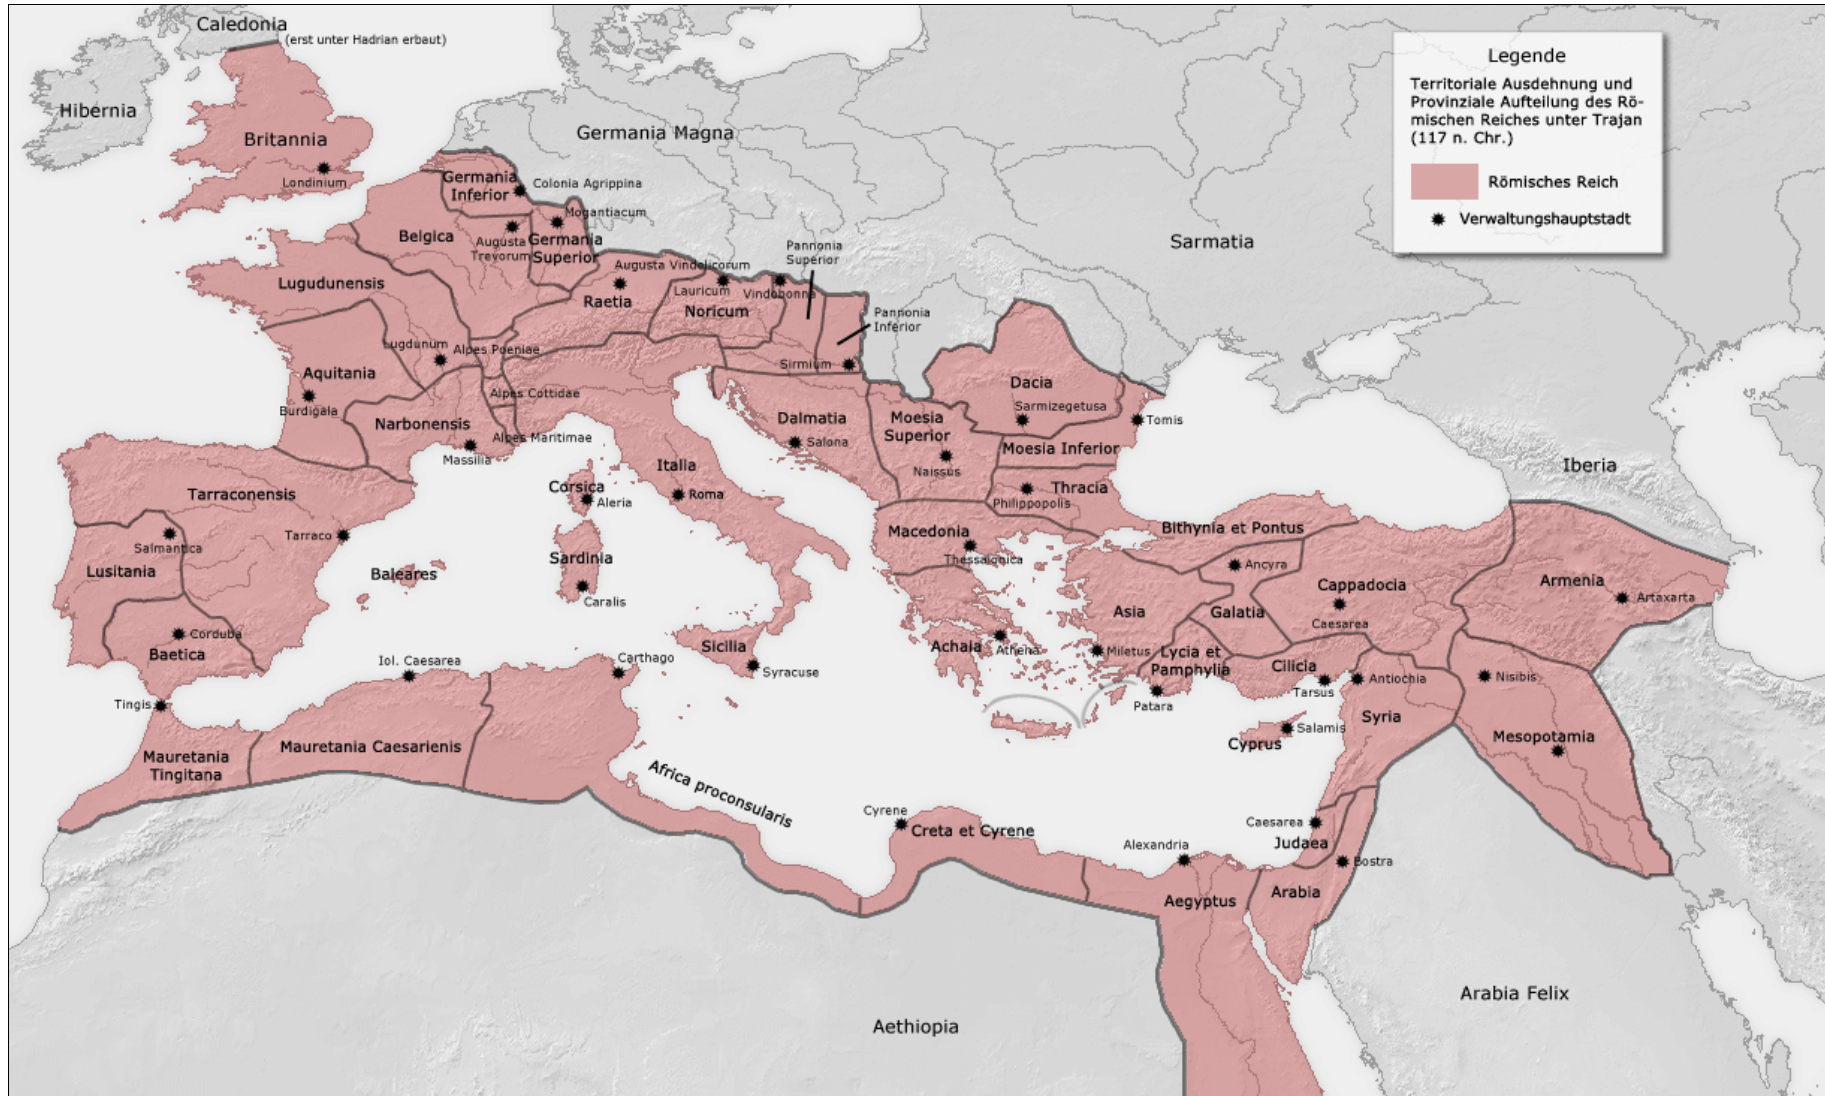 Caledonia
(erst unter Hadrian erbaut)
Hibernia
Britannia
Londinium
Germania Magna
Sarmatia
Legende
Territoriale Ausdehnung und
Provinziale Aufteilung des Rö-
mischen Reiches unter Trajan
(117 n. Chr.)
Römisches Reich
Verwaltungshauptstadt
Germania
Inferior
Colonia Agrippina
Mogantiacum
Belgica
Augusta
Trevorum
Germania
Superior
Lugudunensis
Augusta Vindelicorum
Raetia
Lauricum
Noricum
Vindobonna
Pannonia
Superior
Pannonia
Inferior
Sirmium
Lugdunum
Alpes Poeniae
Aquitania
Burdigala
Alpes Cottidae
Narbonensis
Alpes Maritimae
Massilia
Dacia
Sarmizegetusa
Tomis
Dalmatia
Salona
Moesia
Superior
Naissus
Moesia Inferior
Thracia
Philippopolis
Iberia
Italia
Roma
Corsica
Aleria
Sardinia
Caralis
Tarraconensis
Salmantica
Tarraco
Lusitania
Baleares
Corduba
Baetica
Macedonia
Thessalonica
Bithynia et Pontus
Ancyra
Cappadocia
Caesarea
Galatia
Asia
Armenia
Artaxarta
Achaia
Athena
Miletus
Lycia et
Pamphylia
Patara
Cilicia
Tarsus
Antiochia
Nisibis
Syria
Mesopotamia
Salamis
Cyprus
Sicilia
Syracuse
Carthago
Iol. Caesarea
Tingis
Mauretania
Tingitana
Mauretania Caesarienis
Africa proconsularis
Cyrene
Creta et Cyrene
Alexandria
Aegyptus
Caesarea
Judaea
Bostra
Arabia
Arabia Felix
Aethiopia